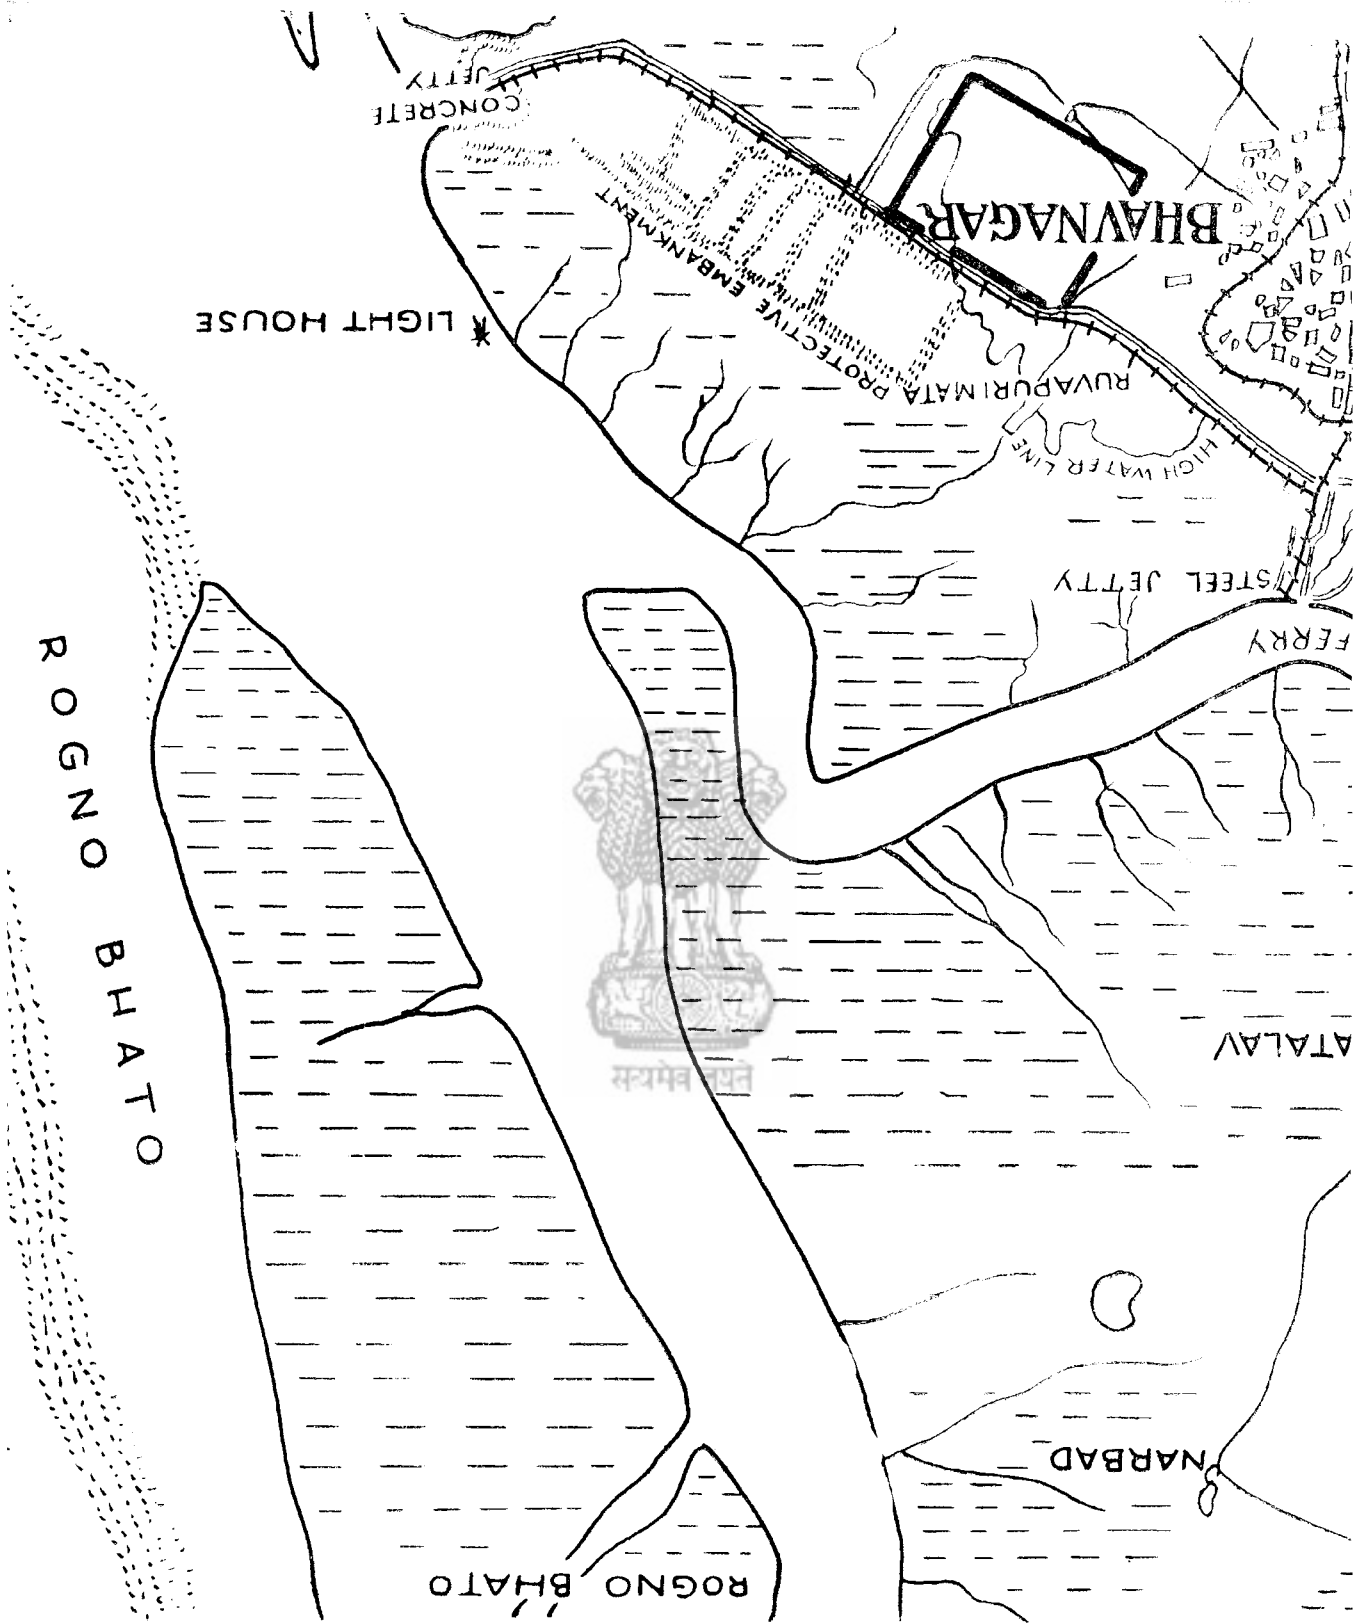 ROGNO BHATO
NARBAD
ATALAV
ROGNO BHATO
सत्यमेव जयते
FERRY
STEEL JETTY
HIGH WATER LINE
RUVAPURIMATA PROTECTIVE EMBANKMENT
LIGHT HOUSE
BHAVNAGAR
CONCRETE
JETTY